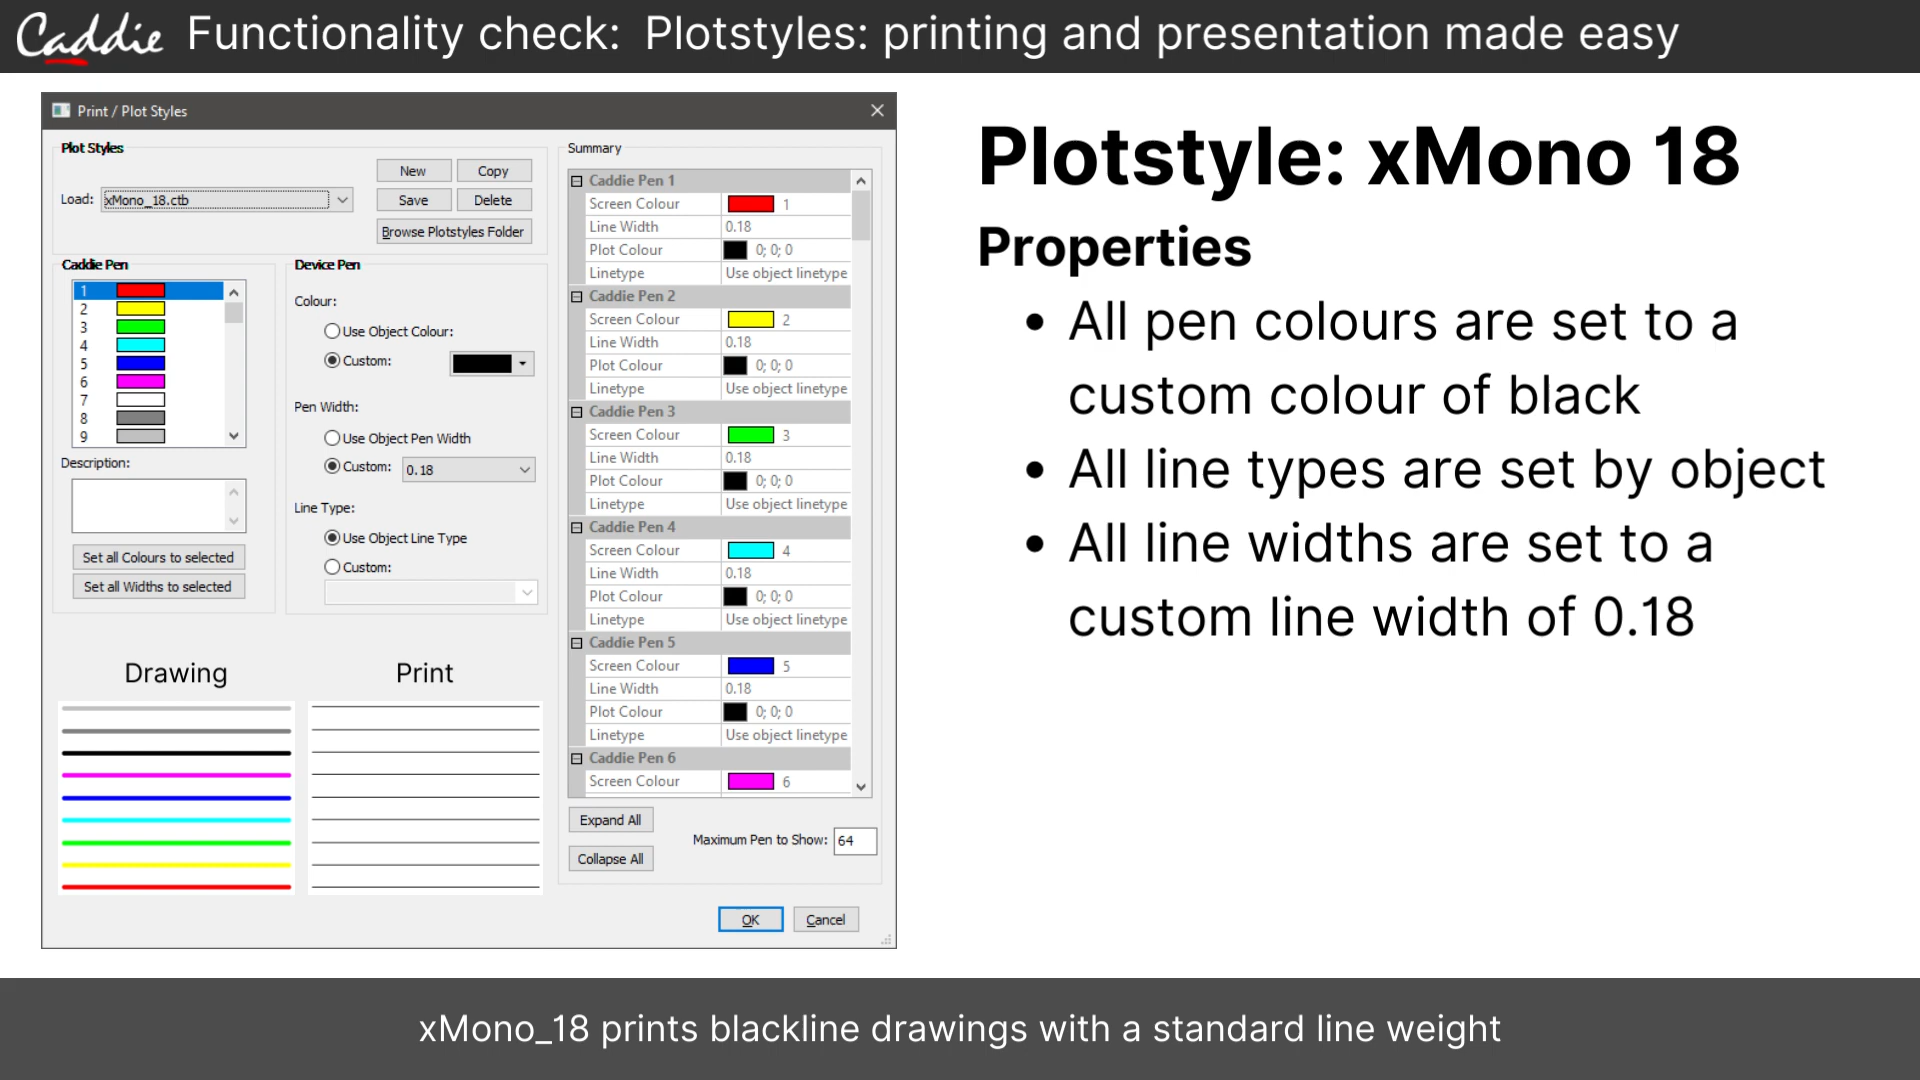 Caddie Functionality check: Plotstyles: printing and presentation made easy
Print / Plot Styles
Plot Styles
Load: xMono_18.ctb
New Copy
Save Delete
Browse Plotstyles Folder
Caddie Pen
1
2
3
4
5
6
7
8
9
Description:
Set all Colours to selected
Set all Widths to selected
Device Pen
Colour:
Use Object Colour:
Custom:
Pen Width:
Use Object Pen Width
Custom: 0.18
Line Type:
Use Object Line Type
Custom:
Drawing Print
Summary
Caddie Pen 1
Screen Colour 1
Line Width 0.18
Plot Colour 0; 0; 0
Linetype Use object linetype
Caddie Pen 2
Screen Colour 2
Line Width 0.18
Plot Colour 0; 0; 0
Linetype Use object linetype
Caddie Pen 3
Screen Colour 3
Line Width 0.18
Plot Colour 0; 0; 0
Linetype Use object linetype
Caddie Pen 4
Screen Colour 4
Line Width 0.18
Plot Colour 0; 0; 0
Linetype Use object linetype
Caddie Pen 5
Screen Colour 5
Line Width 0.18
Plot Colour 0; 0; 0
Linetype Use object linetype
Caddie Pen 6
Screen Colour 6
Expand All
Collapse All
Maximum Pen to Show: 64
OK Cancel
Plotstyle: xMono 18
Properties
• All pen colours are set to a
custom colour of black
• All line types are set by object
• All line widths are set to a
custom line width of 0.18
xMono_18 prints blackline drawings with a standard line weight